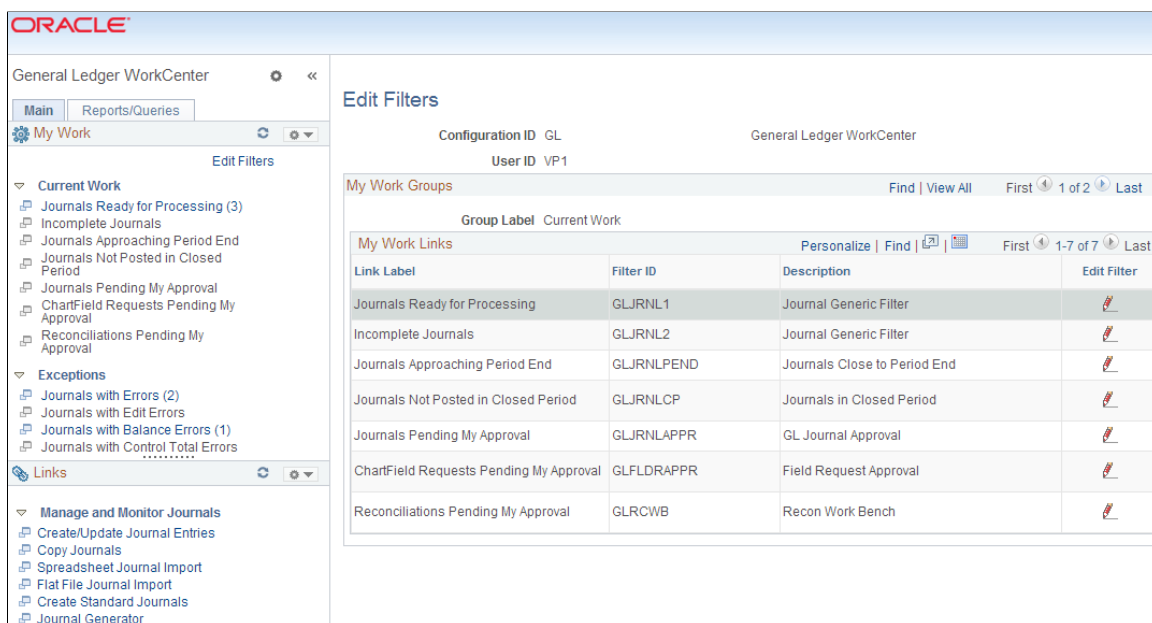 ORACLE
General Ledger WorkCenter
Main Reports/Queries
My Work
Edit Filters
Current Work
Journals Ready for Processing (3)
Incomplete Journals
Journals Approaching Period End
Journals Not Posted in Closed
Period
Journals Pending My Approval
ChartField Requests Pending My
Approval
Reconciliations Pending My
Approval
Exceptions
Journals with Errors (2)
Journals with Edit Errors
Journals with Balance Errors (1)
Journals with Control Total Errors
Links
Manage and Monitor Journals
Create/Update Journal Entries
Copy Journals
Spreadsheet Journal Import
Flat File Journal Import
Create Standard Journals
Journal Generator
Edit Filters
Configuration ID GL General Ledger WorkCenter
User ID VP1
My Work Groups Find | View All First 1 of 2 Last
Group Label Current Work
My Work Links Personalize | Find | | First 1-7 of 7 Last
Link Label Filter ID Description Edit Filter
Journals Ready for Processing GLJRNL1 Journal Generic Filter
Incomplete Journals GLJRNL2 Journal Generic Filter
Journals Approaching Period End GLJRNLPEND Journals Close to Period End
Journals Not Posted in Closed Period GLJRNLCP Journals in Closed Period
Journals Pending My Approval GLJRNLAPPR GL Journal Approval
ChartField Requests Pending My Approval GLFLDRAPPR Field Request Approval
Reconciliations Pending My Approval GLRCWB Recon Work Bench